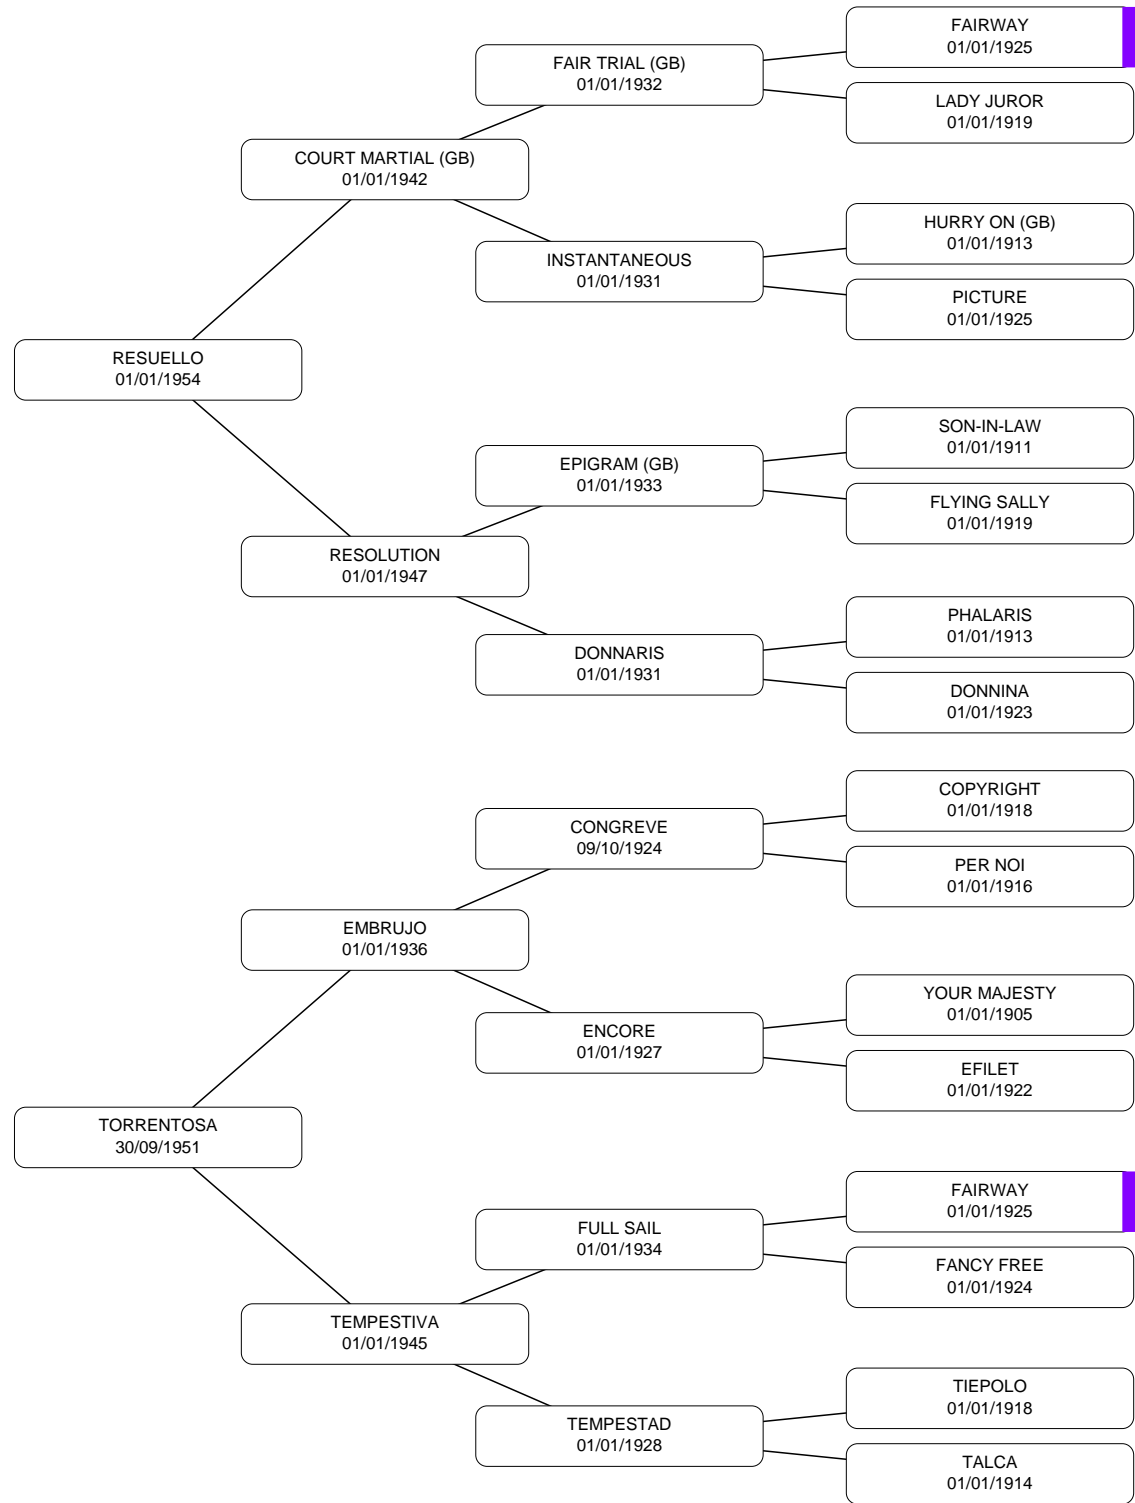 FAIRWAY
01/01/1925
FAIR TRIAL (GB)
01/01/1932
LADY JUROR
01/01/1919
COURT MARTIAL (GB)
01/01/1942
HURRY ON (GB)
01/01/1913
INSTANTANEOUS
01/01/1931
PICTURE
01/01/1925
RESUELLO
01/01/1954
SON-IN-LAW
01/01/1911
EPIGRAM (GB)
01/01/1933
FLYING SALLY
01/01/1919
RESOLUTION
01/01/1947
PHALARIS
01/01/1913
DONNARIS
01/01/1931
DONNINA
01/01/1923
COPYRIGHT
01/01/1918
CONGREVE
09/10/1924
PER NOI
01/01/1916
EMBRUJO
01/01/1936
YOUR MAJESTY
01/01/1905
ENCORE
01/01/1927
EFILET
01/01/1922
TORRENTOSA
30/09/1951
FAIRWAY
01/01/1925
FULL SAIL
01/01/1934
FANCY FREE
01/01/1924
TEMPESTIVA
01/01/1945
TIEPOLO
01/01/1918
TEMPESTAD
01/01/1928
TALCA
01/01/1914